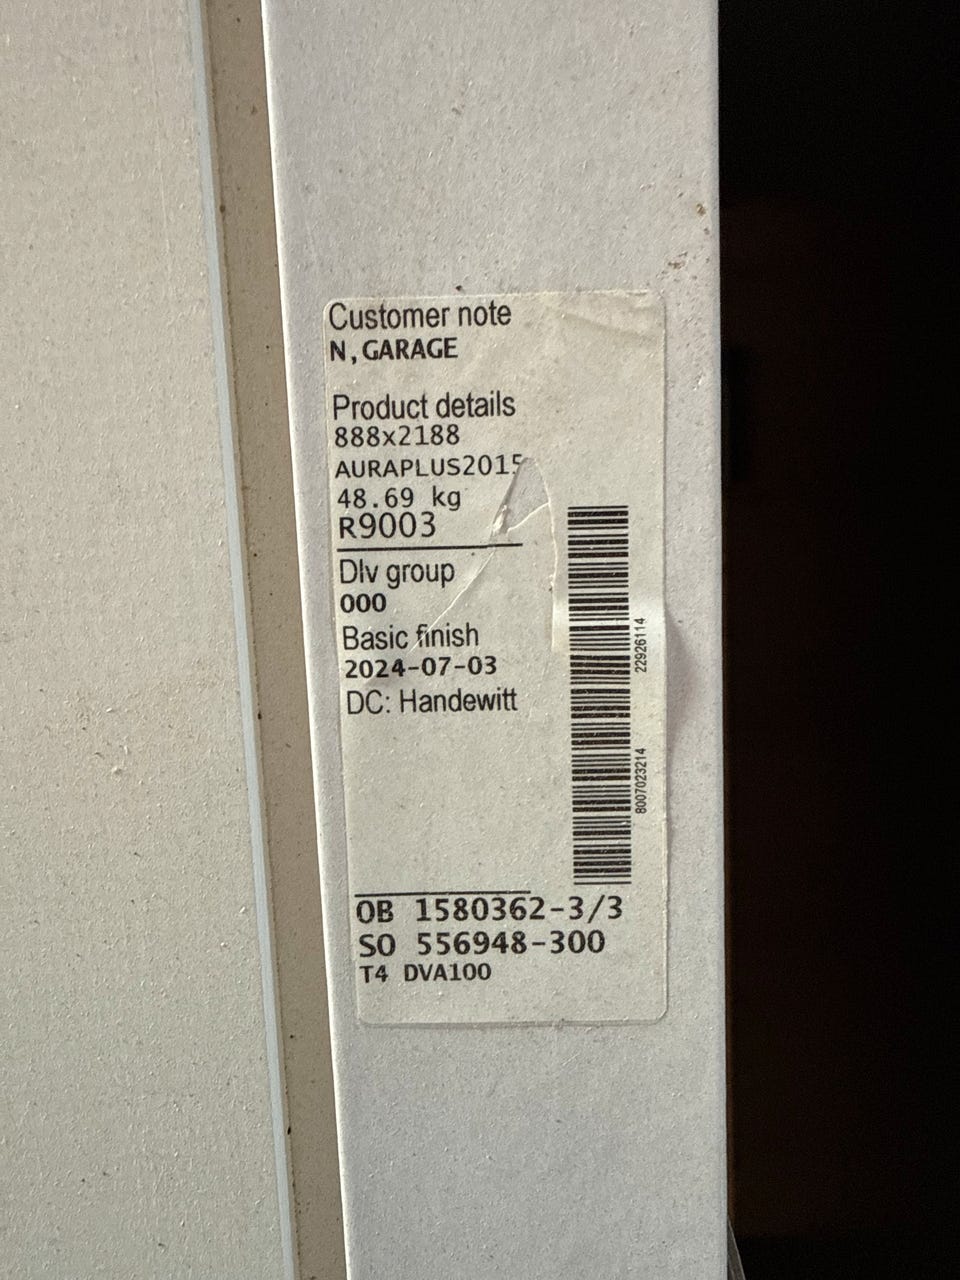 Customer note
N,GARAGE
Product details
888x2188
AURAPLUS2015
48.69 kg
R9003
Dlv group
000
Basic finish
2024-07-03
DC: Handewitt
22926114
8007023214
OB 1580362-3/3
SO 556948-300
T4 DVA100